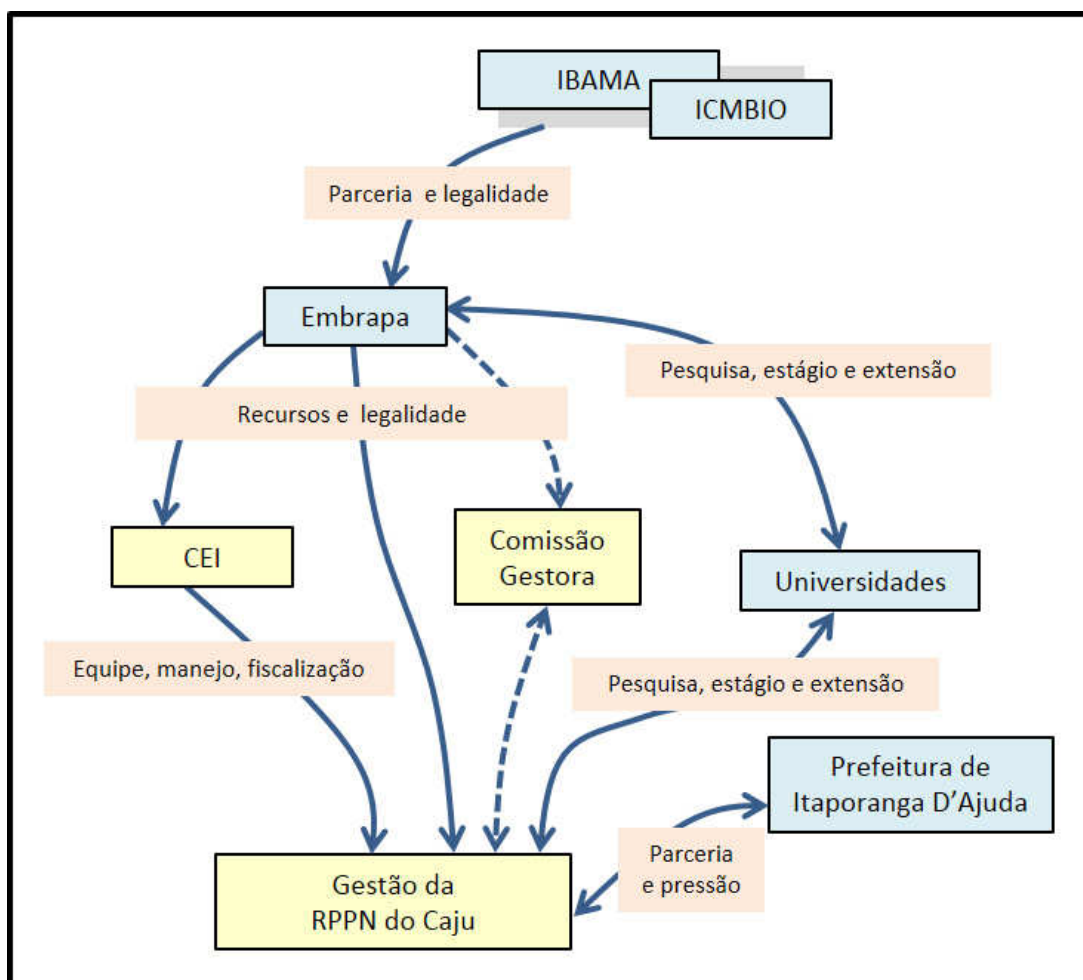 IBAMA
ICMBIO
Parceria e legalidade
Embrapa
Pesquisa, estágio e extensão
Recursos e legalidade
CEI
Comissão
Gestora
Universidades
Equipe, manejo, fiscalização
Pesquisa, estágio e extensão
Prefeitura de
Itaporanga D'Ajuda
Parceria
e pressão
Gestão da
RPPN do Caju